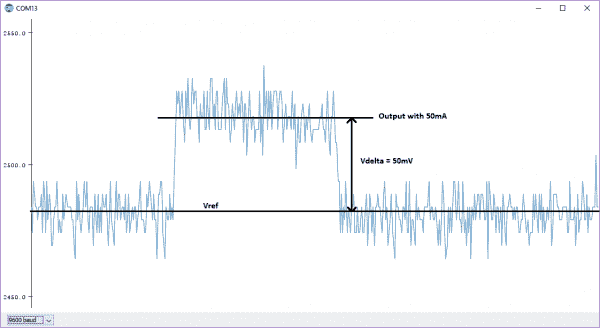 COM13
2550.0
Output with 50mA
Vdelta = 50mV
2500.0
Vref
2450.0
9600 baud